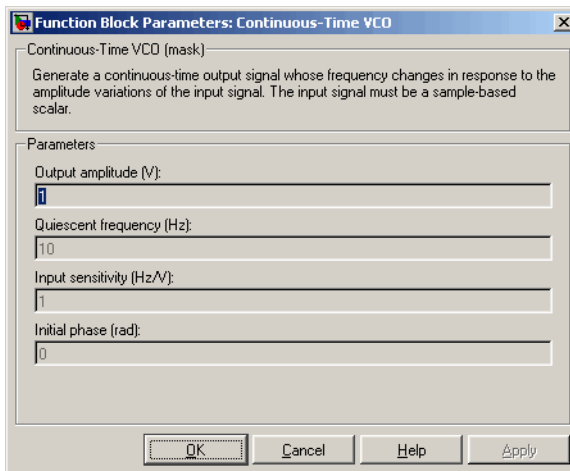 Function Block Parameters: Continuous-Time VCO
Continuous-Time VCO (mask)
Generate a continuous-time output signal whose frequency changes in response to the
amplitude variations of the input signal. The input signal must be a sample-based
scalar.
Parameters
Output amplitude (V):
1
Quiescent frequency (Hz):
10
Input sensitivity (Hz/V):
1
Initial phase (rad):
0
OK Cancel Help Apply